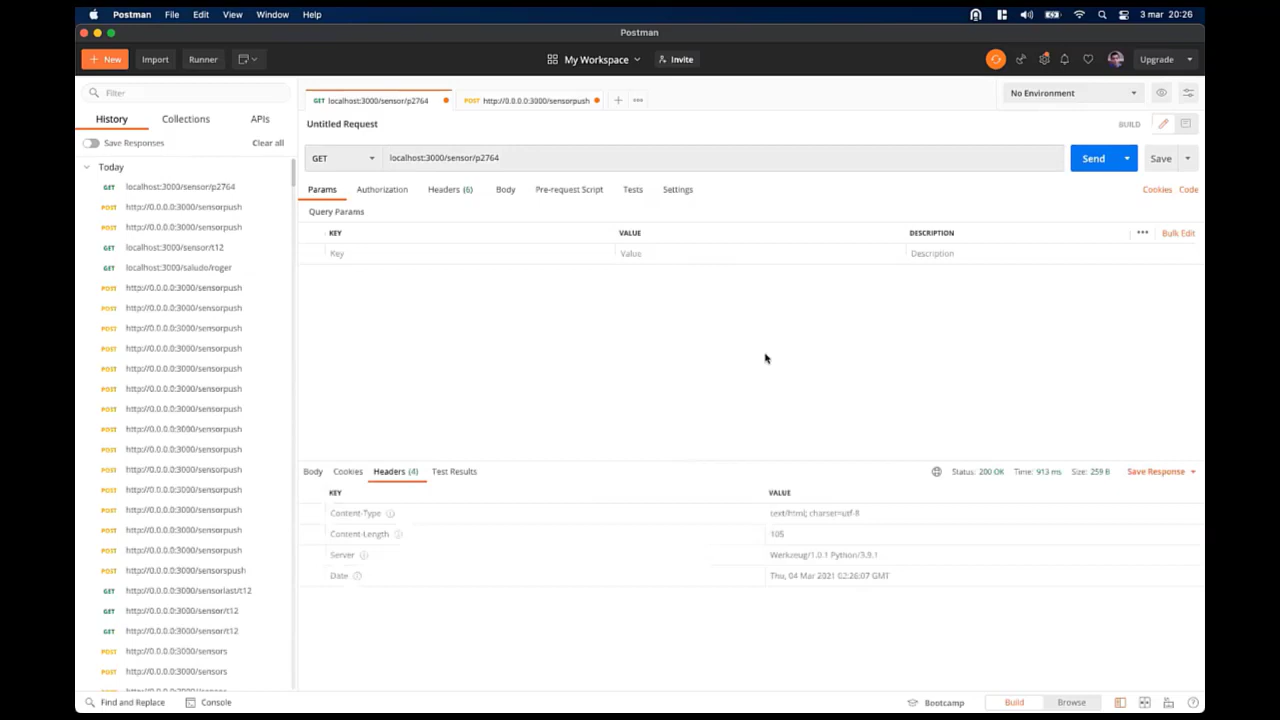 Postman File Edit View Window Help 3 mar 20:26
Postman
+ New Import Runner My Workspace Invite Upgrade
Filter
GET localhost:3000/sensor/p2764 POST http://0.0.0.0:3000/sensorpush + ••• No Environment
History Collections APIs
Untitled Request BUILD
Save Responses Clear all
GET localhost:3000/sensor/p2764 Send Save
Today
GET localhost:3000/sensor/p2764
POST http://0.0.0.0:3000/sensorpush
POST http://0.0.0.0:3000/sensorpush
GET localhost:3000/sensor/t12
GET localhost:3000/saludo/roger
POST http://0.0.0.0:3000/sensorpush
POST http://0.0.0.0:3000/sensorpush
POST http://0.0.0.0:3000/sensorpush
POST http://0.0.0.0:3000/sensorpush
POST http://0.0.0.0:3000/sensorpush
POST http://0.0.0.0:3000/sensorpush
POST http://0.0.0.0:3000/sensorpush
POST http://0.0.0.0:3000/sensorpush
POST http://0.0.0.0:3000/sensorpush
POST http://0.0.0.0:3000/sensorpush
POST http://0.0.0.0:3000/sensorpush
POST http://0.0.0.0:3000/sensorpush
POST http://0.0.0.0:3000/sensorpush
POST http://0.0.0.0:3000/sensorpush
POST http://0.0.0.0:3000/sensorspush
GET http://0.0.0.0:3000/sensorlast/t12
GET http://0.0.0.0:3000/sensor/t12
GET http://0.0.0.0:3000/sensor/t12
POST http://0.0.0.0:3000/sensors
POST http://0.0.0.0:3000/sensors
Params Authorization Headers (6) Body Pre-request Script Tests Settings Cookies Code
Query Params
KEY VALUE DESCRIPTION ••• Bulk Edit
Key Value Description
Body Cookies Headers (4) Test Results Status: 200 OK Time: 913 ms Size: 259 B Save Response
KEY VALUE
Content-Type text/html; charset=utf-8
Content-Length 105
Server Werkzeug/1.0.1 Python/3.9.1
Date Thu, 04 Mar 2021 02:26:07 GMT
Find and Replace Console Bootcamp Build Browse